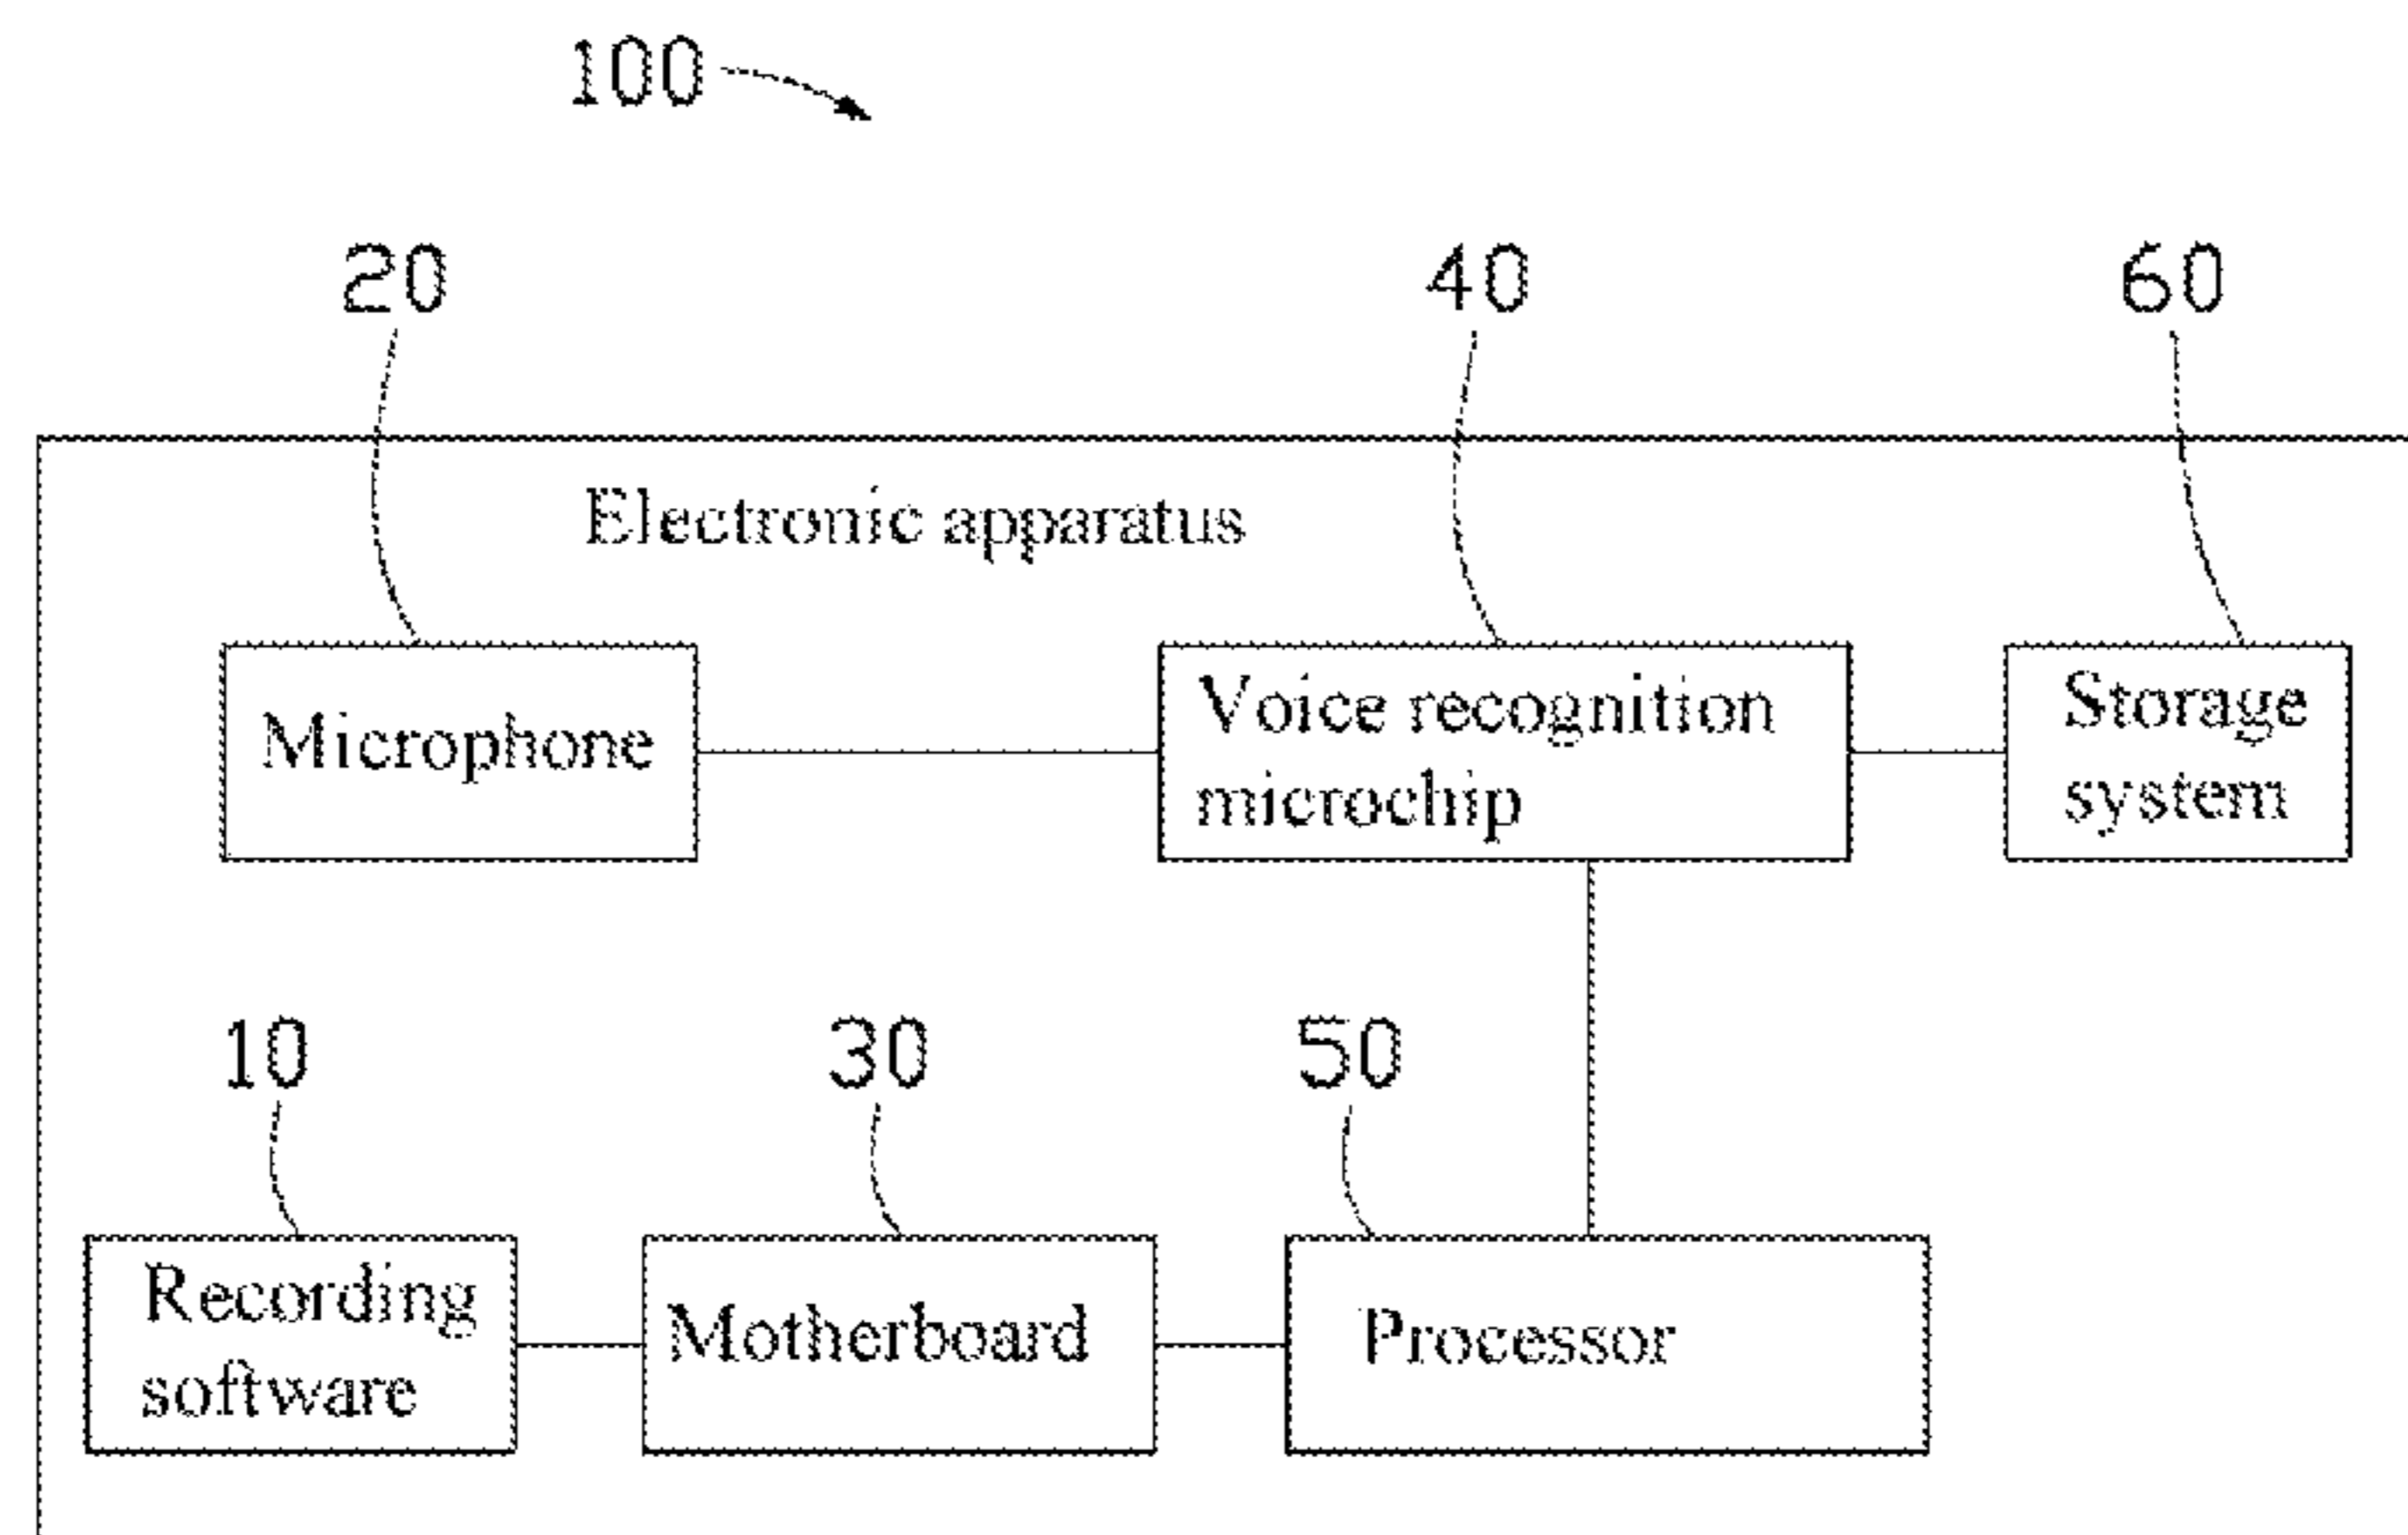 100
20
40
60
Electronic apparatus
Microphone
Voice recognition
microchip
Storage
system
10
30
50
Recording
software
Motherboard
Processor